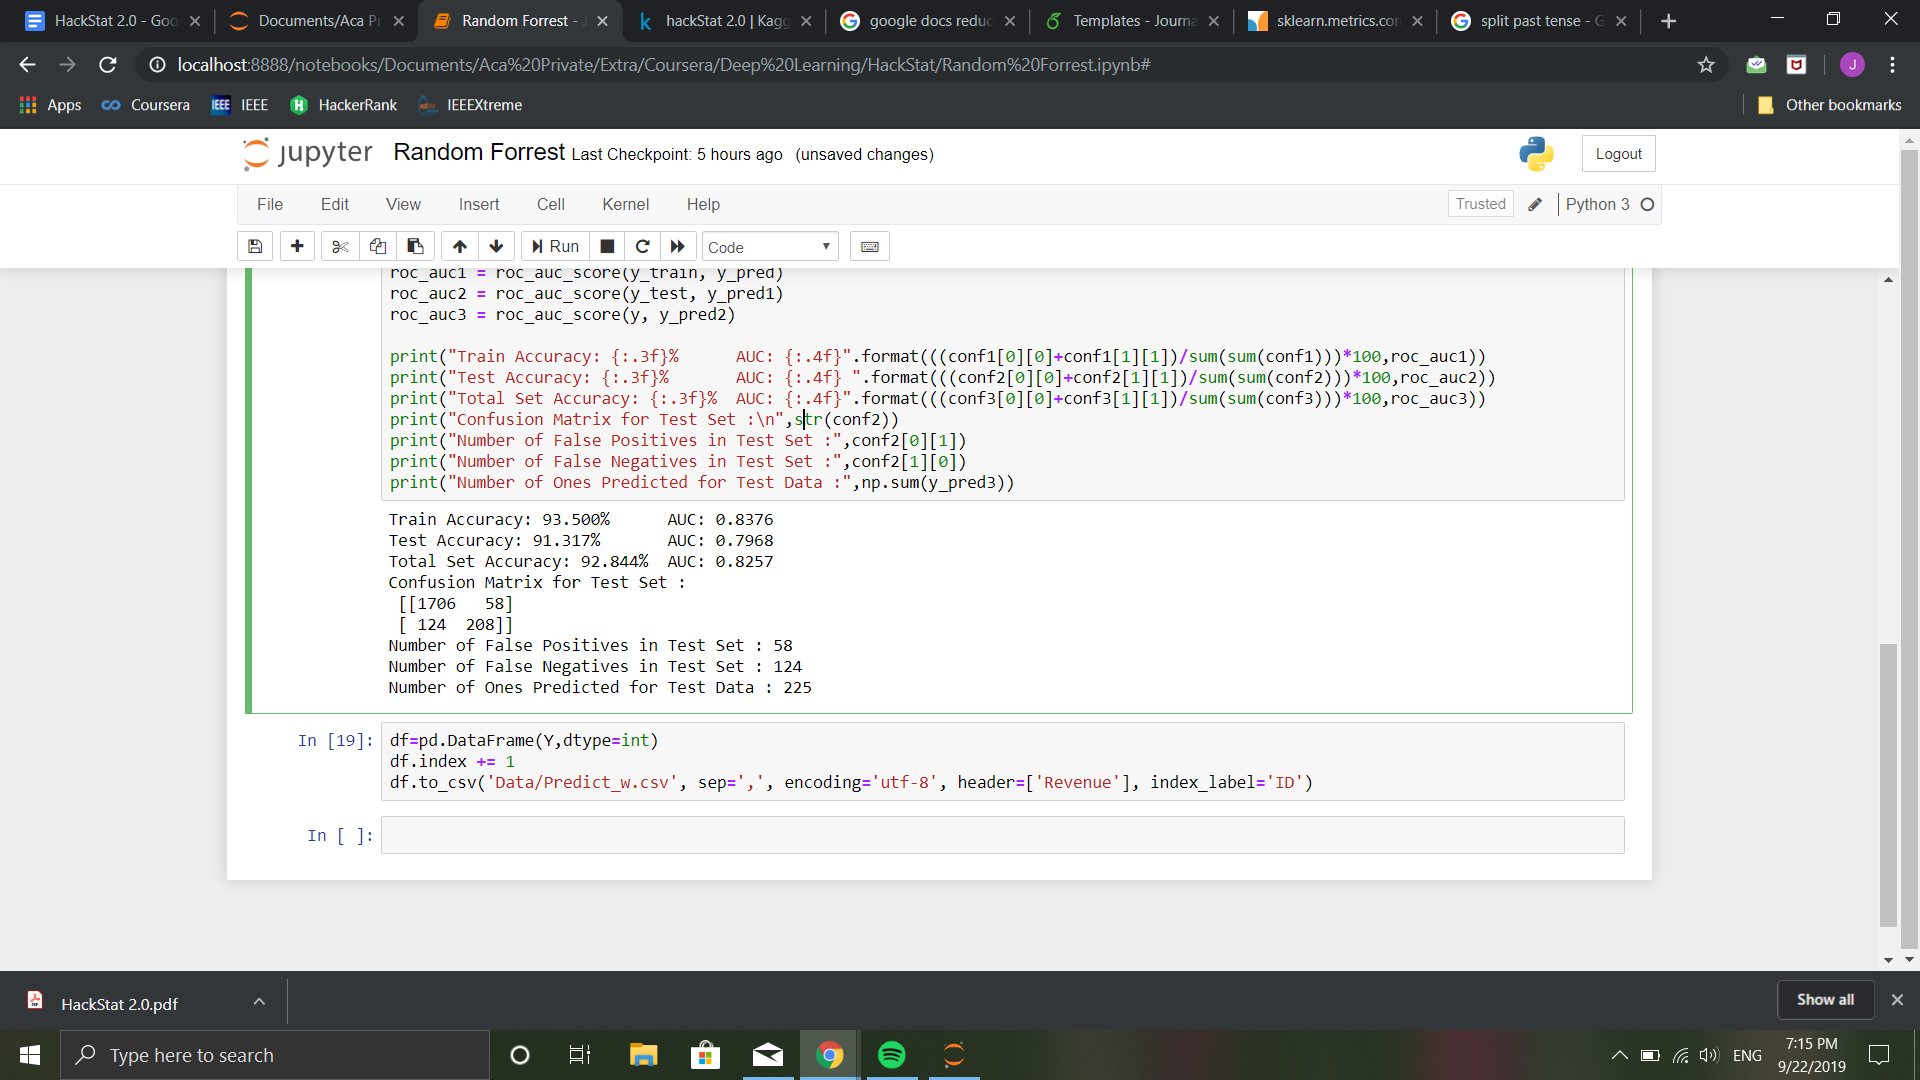 HackStat 2.0 - Goo
Documents/Aca Pr
Random Forrest - J
hackStat 2.0 | Kagg
google docs reduc
Templates - Journa
sklearn.metrics.con
split past tense - G
localhost:8888/notebooks/Documents/Aca%20Private/Extra/Coursera/Deep%20Learning/HackStat/Random%20Forrest.ipynb#
J
Apps
Coursera
IEEE IEEE
HackerRank
IEEEXtreme
Other bookmarks
jupyter Random Forrest Last Checkpoint: 5 hours ago (unsaved changes)
Logout
File Edit View Insert Cell Kernel Help
Trusted
Python 3
Run
Code
roc_auc1 = roc_auc_score(y_train, y_pred)
roc_auc2 = roc_auc_score(y_test, y_pred1)
roc_auc3 = roc_auc_score(y, y_pred2)
print("Train Accuracy: {:.3f}%      AUC: {:.4f}".format(((conf1[0][0]+conf1[1][1])/sum(sum(conf1)))*100,roc_auc1))
print("Test Accuracy: {:.3f}%       AUC: {:.4f} ".format(((conf2[0][0]+conf2[1][1])/sum(sum(conf2)))*100,roc_auc2))
print("Total Set Accuracy: {:.3f}%  AUC: {:.4f}".format(((conf3[0][0]+conf3[1][1])/sum(sum(conf3)))*100,roc_auc3))
print("Confusion Matrix for Test Set :\n",str(conf2))
print("Number of False Positives in Test Set :",conf2[0][1])
print("Number of False Negatives in Test Set :",conf2[1][0])
print("Number of Ones Predicted for Test Data :",np.sum(y_pred3))
Train Accuracy: 93.500%      AUC: 0.8376
Test Accuracy: 91.317%       AUC: 0.7968
Total Set Accuracy: 92.844%  AUC: 0.8257
Confusion Matrix for Test Set :
[[1706   58]
[ 124  208]]
Number of False Positives in Test Set : 58
Number of False Negatives in Test Set : 124
Number of Ones Predicted for Test Data : 225
In [19]:
df=pd.DataFrame(Y,dtype=int)
df.index += 1
df.to_csv('Data/Predict_w.csv', sep=',', encoding='utf-8', header=['Revenue'], index_label='ID')
In [ ]:
HackStat 2.0.pdf
Show all
Type here to search
ENG
7:15 PM
9/22/2019